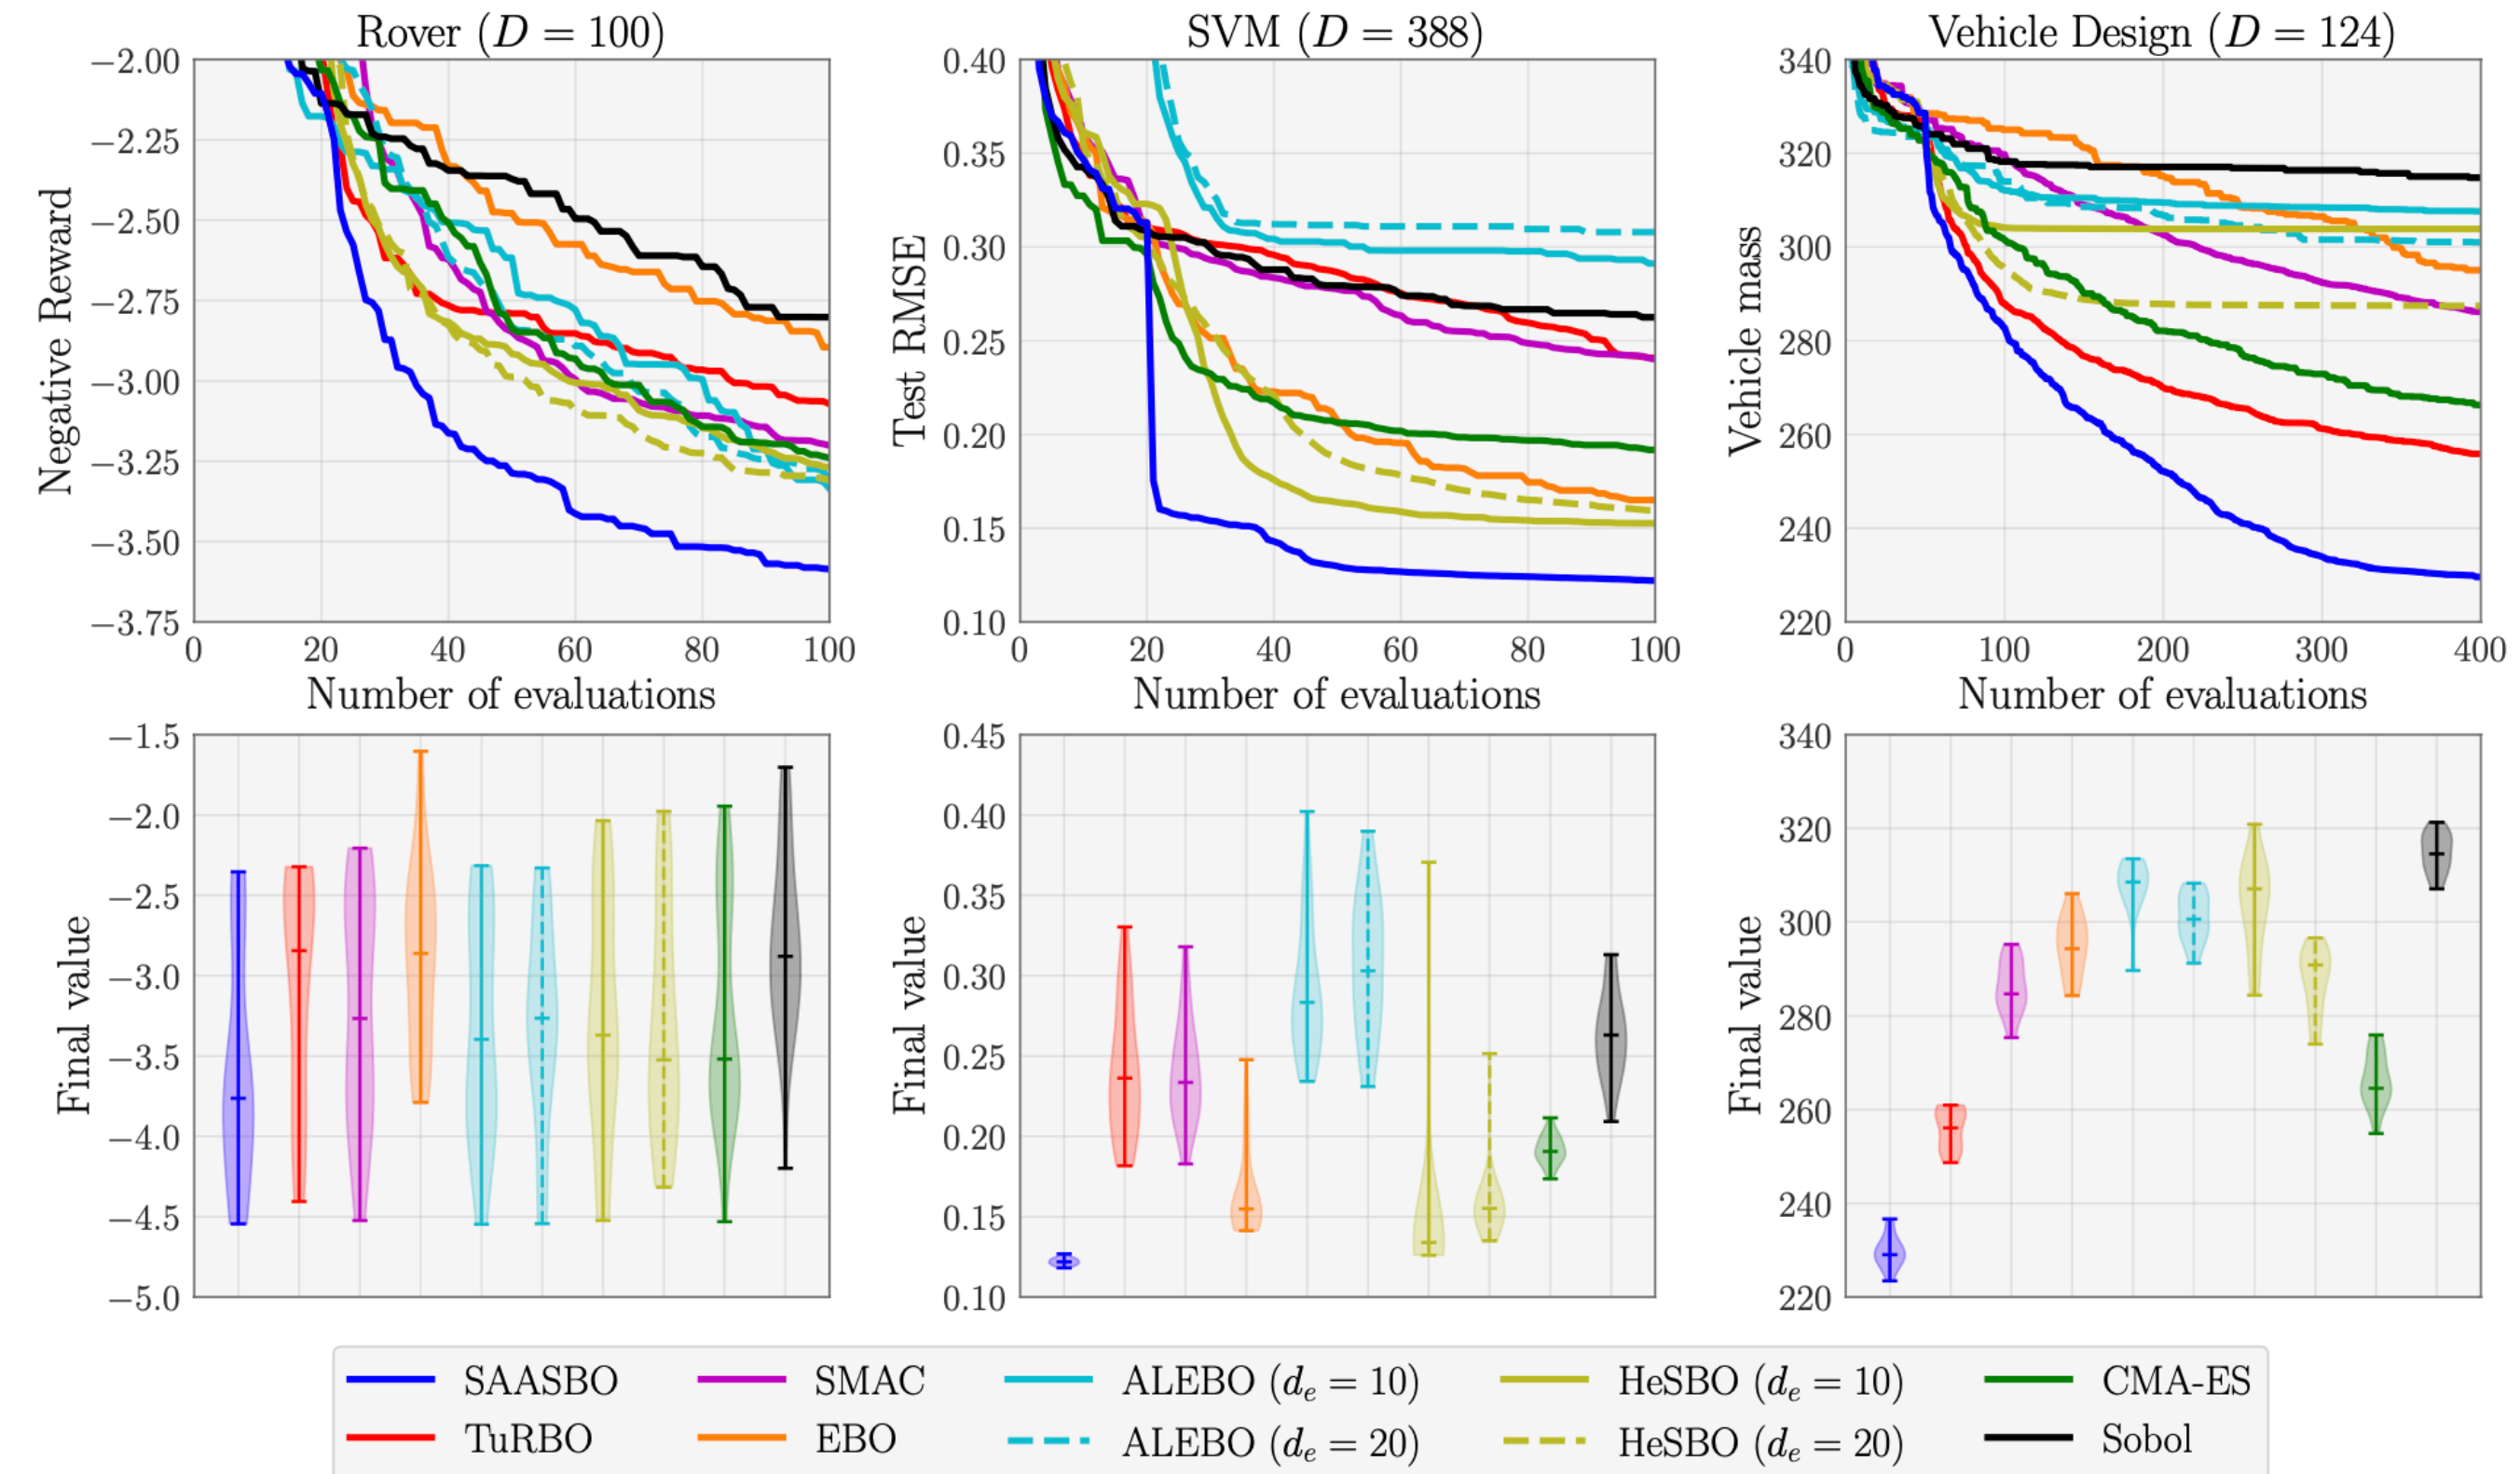 Rover (D = 100)
Negative Reward
−2.00
−2.25
−2.50
−2.75
−3.00
−3.25
−3.50
−3.75
0 20 40 60 80 100
Number of evaluations
SVM (D = 388)
Test RMSE
0.40
0.35
0.30
0.25
0.20
0.15
0.10
0 20 40 60 80 100
Number of evaluations
Vehicle Design (D = 124)
Vehicle mass
340
320
300
280
260
240
220
0 100 200 300 400
Number of evaluations
Final value
−1.5
−2.0
−2.5
−3.0
−3.5
−4.0
−4.5
−5.0
Final value
0.45
0.40
0.35
0.30
0.25
0.20
0.15
0.10
Final value
340
320
300
280
260
240
220
SAASBO SMAC ALEBO (dₑ = 10) HeSBO (dₑ = 10) CMA-ES
TuRBO EBO ALEBO (dₑ = 20) HeSBO (dₑ = 20) Sobol